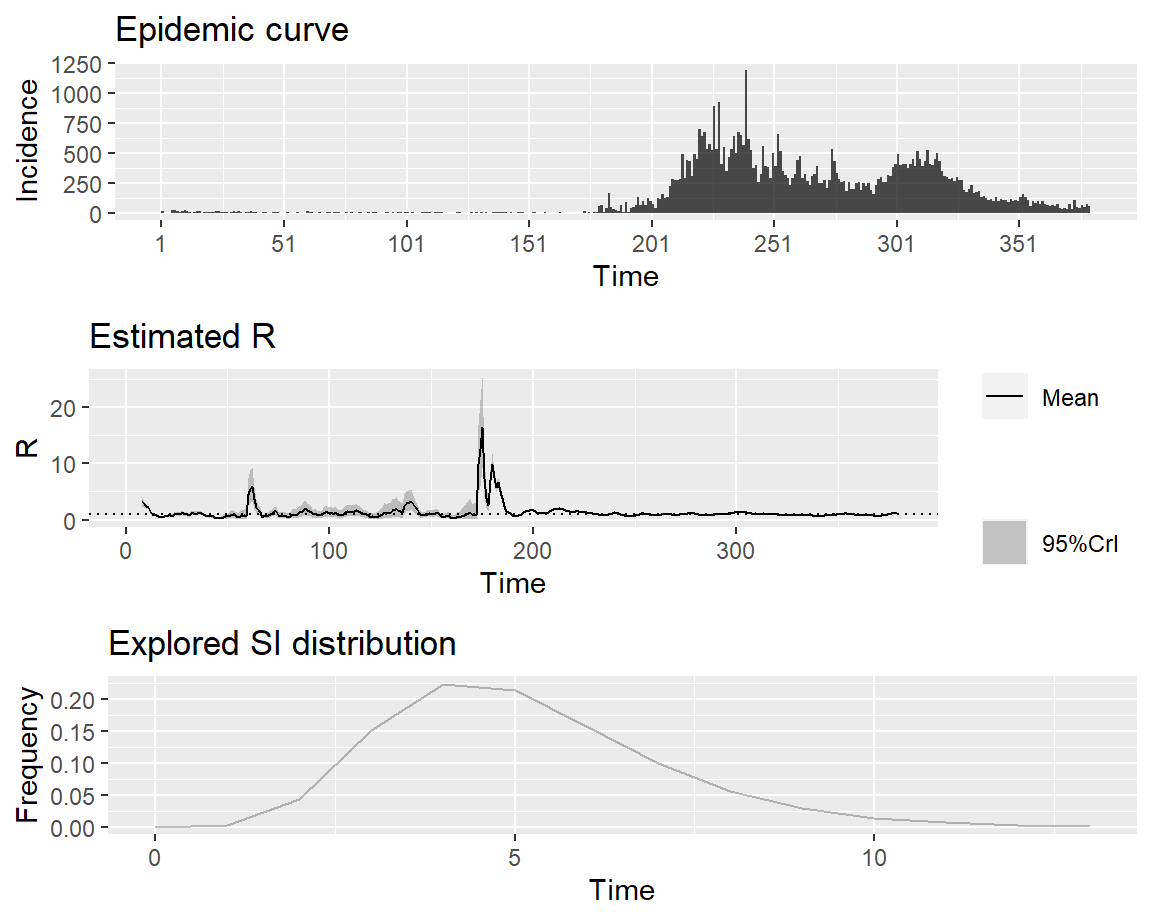 Epidemic curve
1250
1000
750
500
250
0
Incidence
1 51 101 151 201 251 301 351
Time
Estimated R
20
10
0
R
0 100 200 300
Time
Mean
95%CrI
Explored SI distribution
0.20
0.15
0.10
0.05
0.00
Frequency
0 5 10
Time